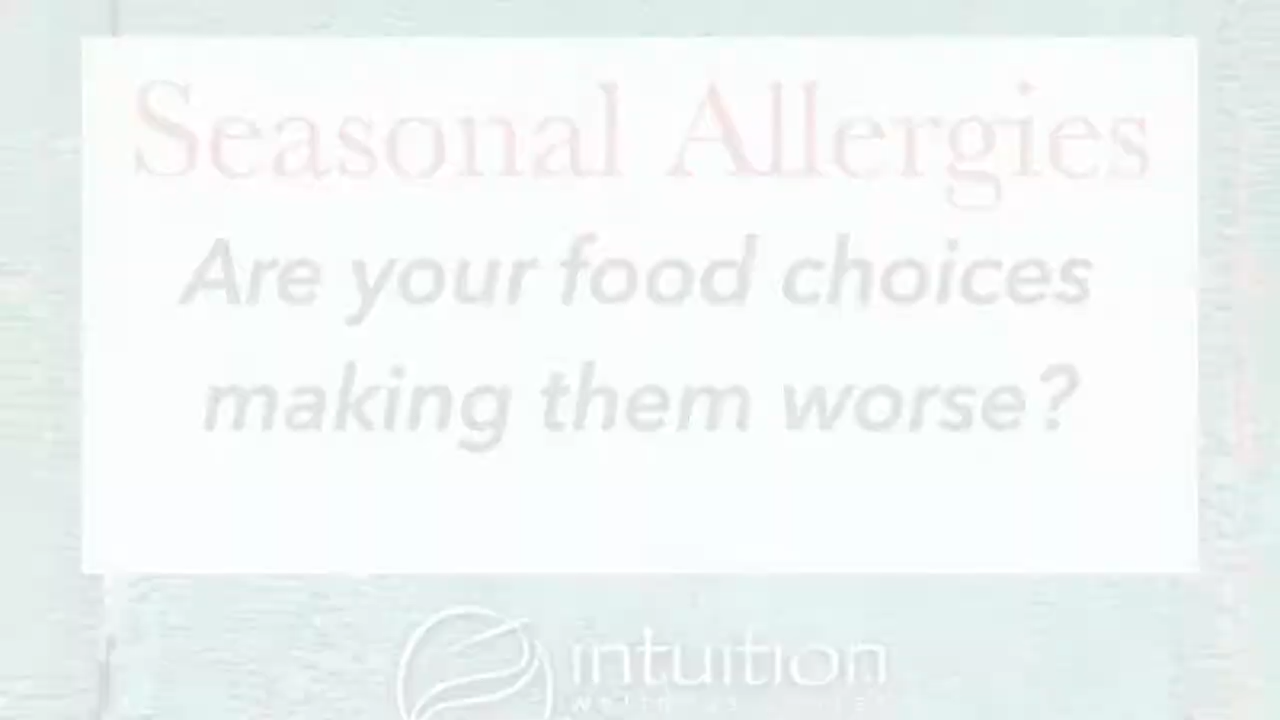 Seasonal Allergies
Are your food choices
making them worse?
intuition